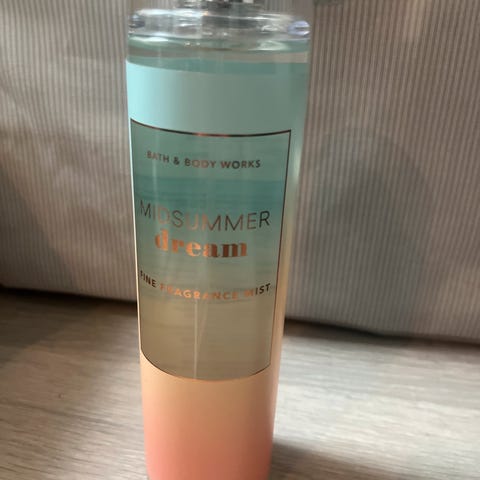 BATH & BODY WORKS
MIDSUMMER
dream
FINE FRAGRANCE MIST